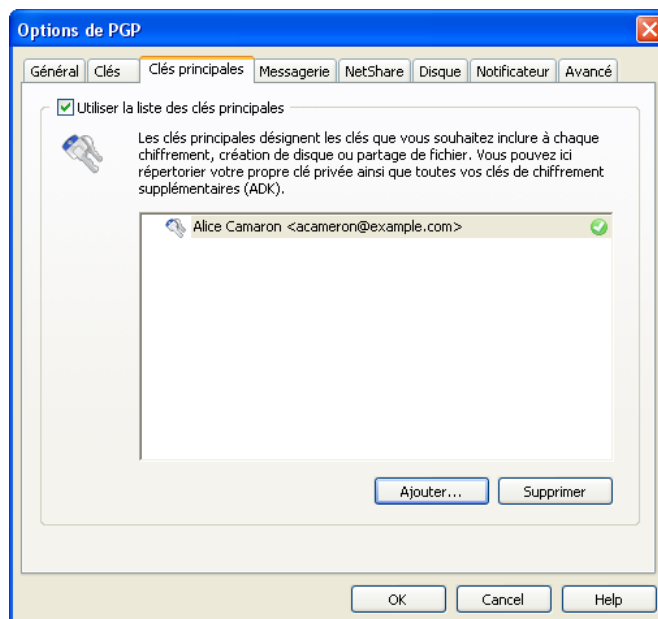 Options de PGP
Général Clés Clés principales Messagerie NetShare Disque Notificateur Avancé
Utiliser la liste des clés principales
Les clés principales désignent les clés que vous souhaitez inclure à chaque
chiffrement, création de disque ou partage de fichier. Vous pouvez ici
répertorier votre propre clé privée ainsi que toutes vos clés de chiffrement
supplémentaires (ADK).
Alice Camaron <acameron@example.com>
Ajouter... Supprimer
OK Cancel Help